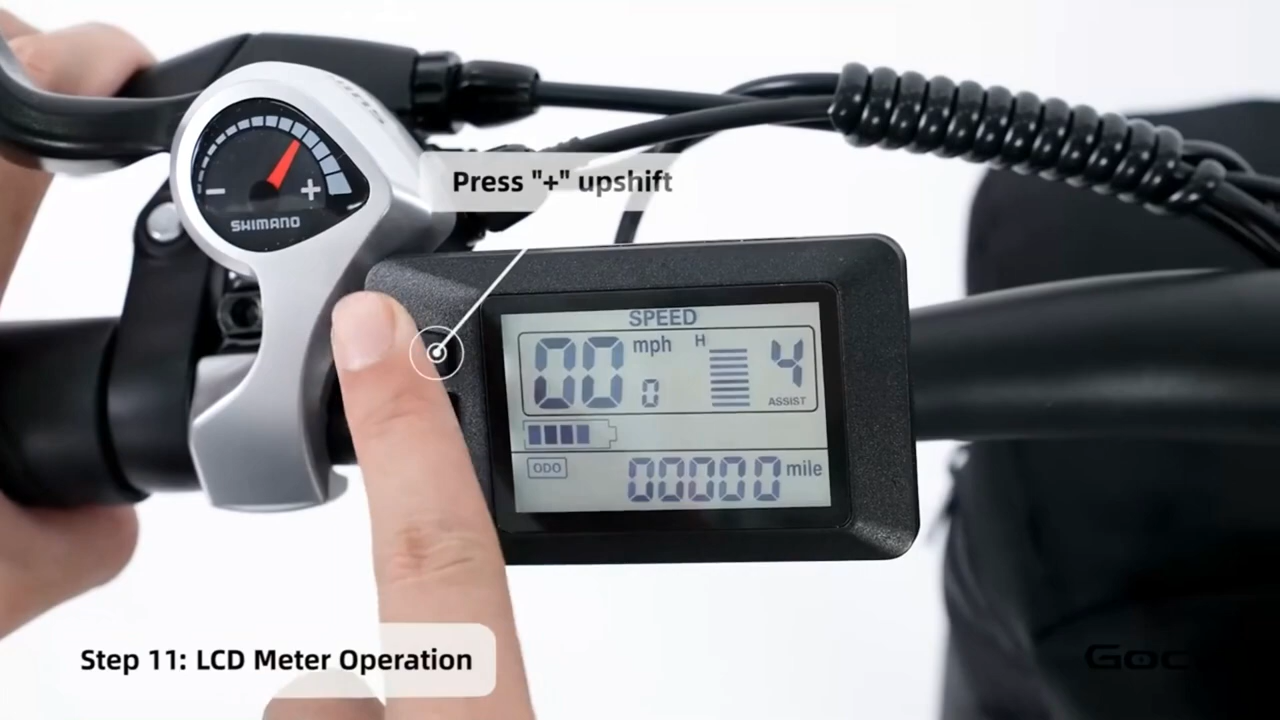 SHIMANO
Press "+" upshift
SPEED
00 mph 0 H 4
ASSIST
ODO 00000 mile
Step 11: LCD Meter Operation